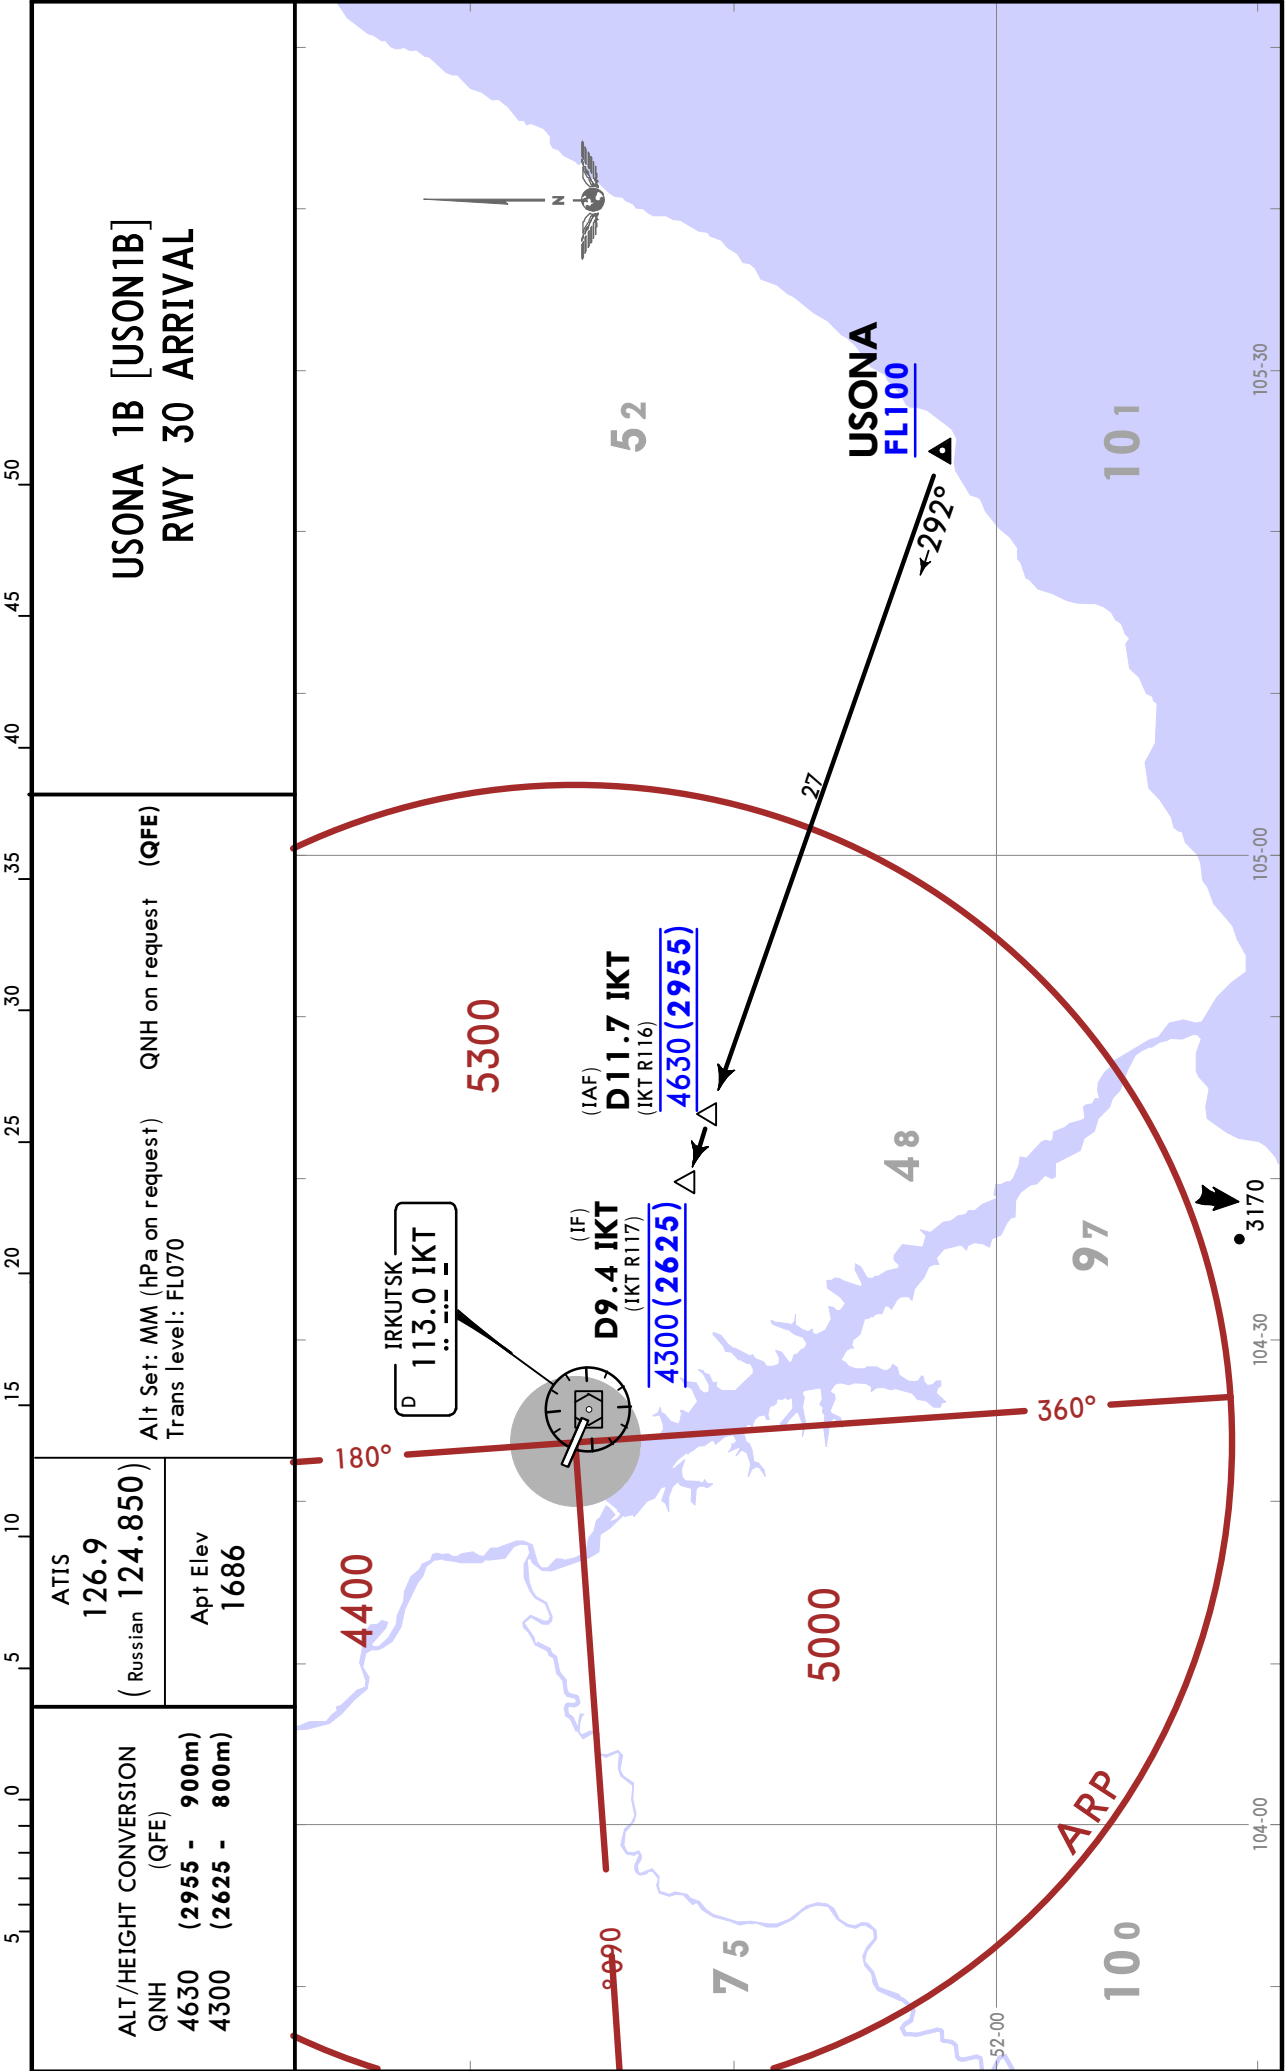 ALT/HEIGHT CONVERSION
QNH (QFE)
4630 (2955 - 900m)
4300 (2625 - 800m)
ATIS
126.9
(Russian 124.850)
Apt Elev
1686
Alt Set: MM (hPa on request) QNH on request (QFE)
Trans level: FL070
USONA 1B [USON1B]
RWY 30 ARRIVAL
5 0 5 10 15 20 25 30 35 40 45 50
N
4400
180°
D IRKUTSK
113.0 IKT
5300
52
(IAF)
D11.7 IKT
(IKT R116)
4630(2955)
(IF)
D9.4 IKT
(IKT R117)
4300(2625)
USONA
FL100
←292°
27
090°
75
5000
48
97
360°
ARP
100
101
3170
52-00
104-00
104-30
105-00
105-30